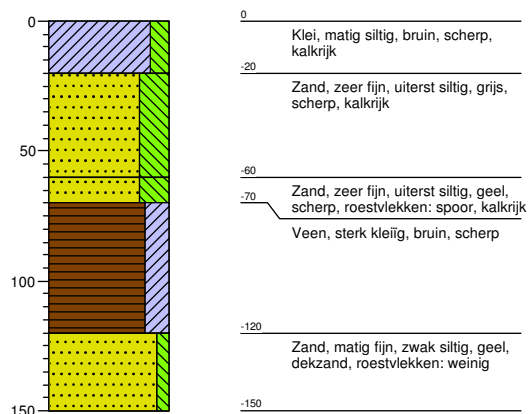 0
50
100
150
0
Klei, matig siltig, bruin, scherp,
kalkrijk
-20
Zand, zeer fijn, uiterst siltig, grijs,
scherp, kalkrijk
-60
Zand, zeer fijn, uiterst siltig, geel,
scherp, roestvlekken: spoor, kalkrijk
-70
Veen, sterk kleiïg, bruin, scherp
-120
Zand, matig fijn, zwak siltig, geel,
dekzand, roestvlekken: weinig
-150